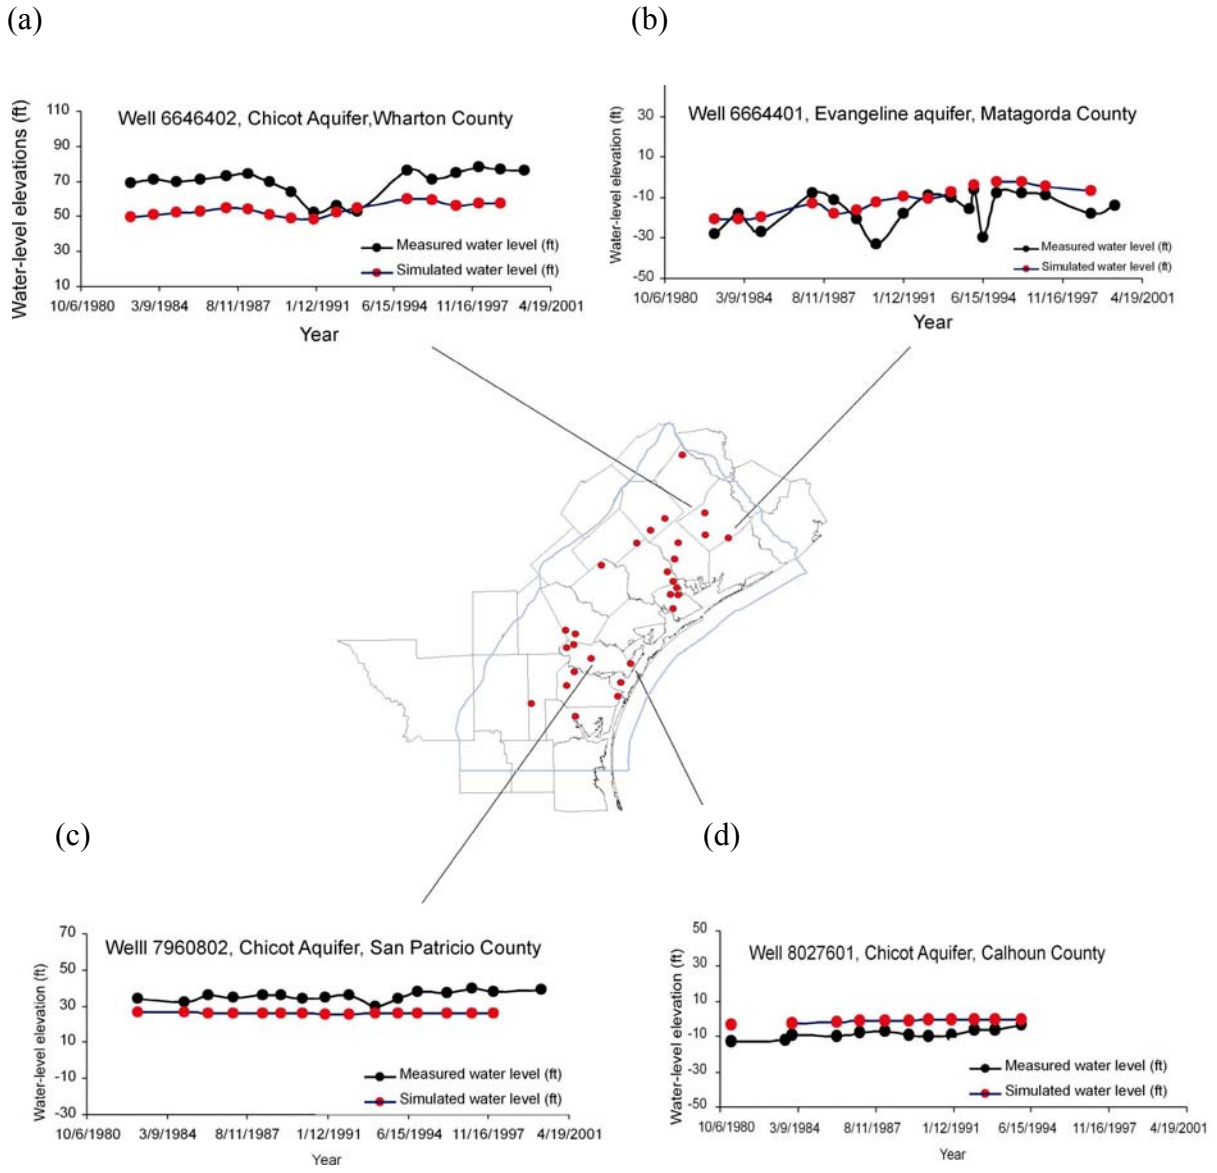 (a)
(b)
Well 6646402, Chicot Aquifer,Wharton County
Water-level elevations (ft)
110
90
70
50
30
10
Measured water level (ft)
Simulated water level (ft)
10/6/1980 3/9/1984 8/11/1987 1/12/1991 6/15/1994 11/16/1997 4/19/2001
Year
Well 6664401, Evangeline aquifer, Matagorda County
Water-level elevation (ft)
30
10
-10
-30
-50
Measured water level (ft)
Simulated water level (ft)
10/6/1980 3/9/1984 8/11/1987 1/12/1991 6/15/1994 11/16/1997 4/19/2001
Year
(c)
(d)
Welll 7960802, Chicot Aquifer, San Patricio County
Water-level elevation (ft)
70
50
30
10
-10
-30
Measured water level (ft)
Simulated water level (ft)
10/6/1980 3/9/1984 8/11/1987 1/12/1991 6/15/1994 11/16/1997 4/19/2001
Year
Well 8027601, Chicot Aquifer, Calhoun County
Water-level elevation (ft)
50
30
10
-10
-30
-50
Measured water level (ft)
Simulated water level (ft)
10/6/1980 3/9/1984 8/11/1987 1/12/1991 6/15/1994 11/16/1997 4/19/2001
Year